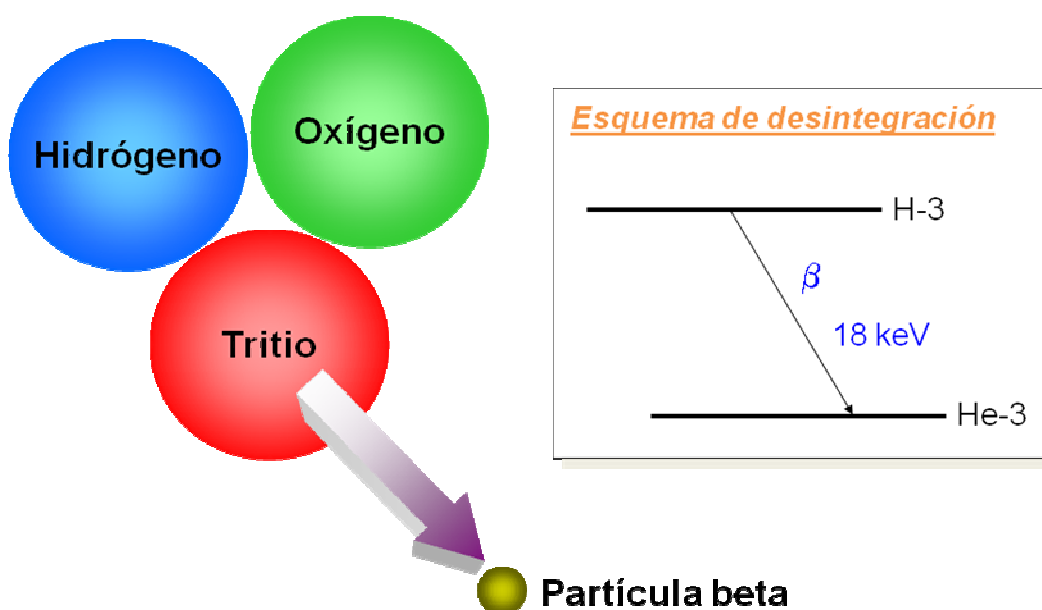 Hidrógeno
Oxígeno
Tritio
Partícula beta
Esquema de desintegración
H-3
β
18 keV
He-3